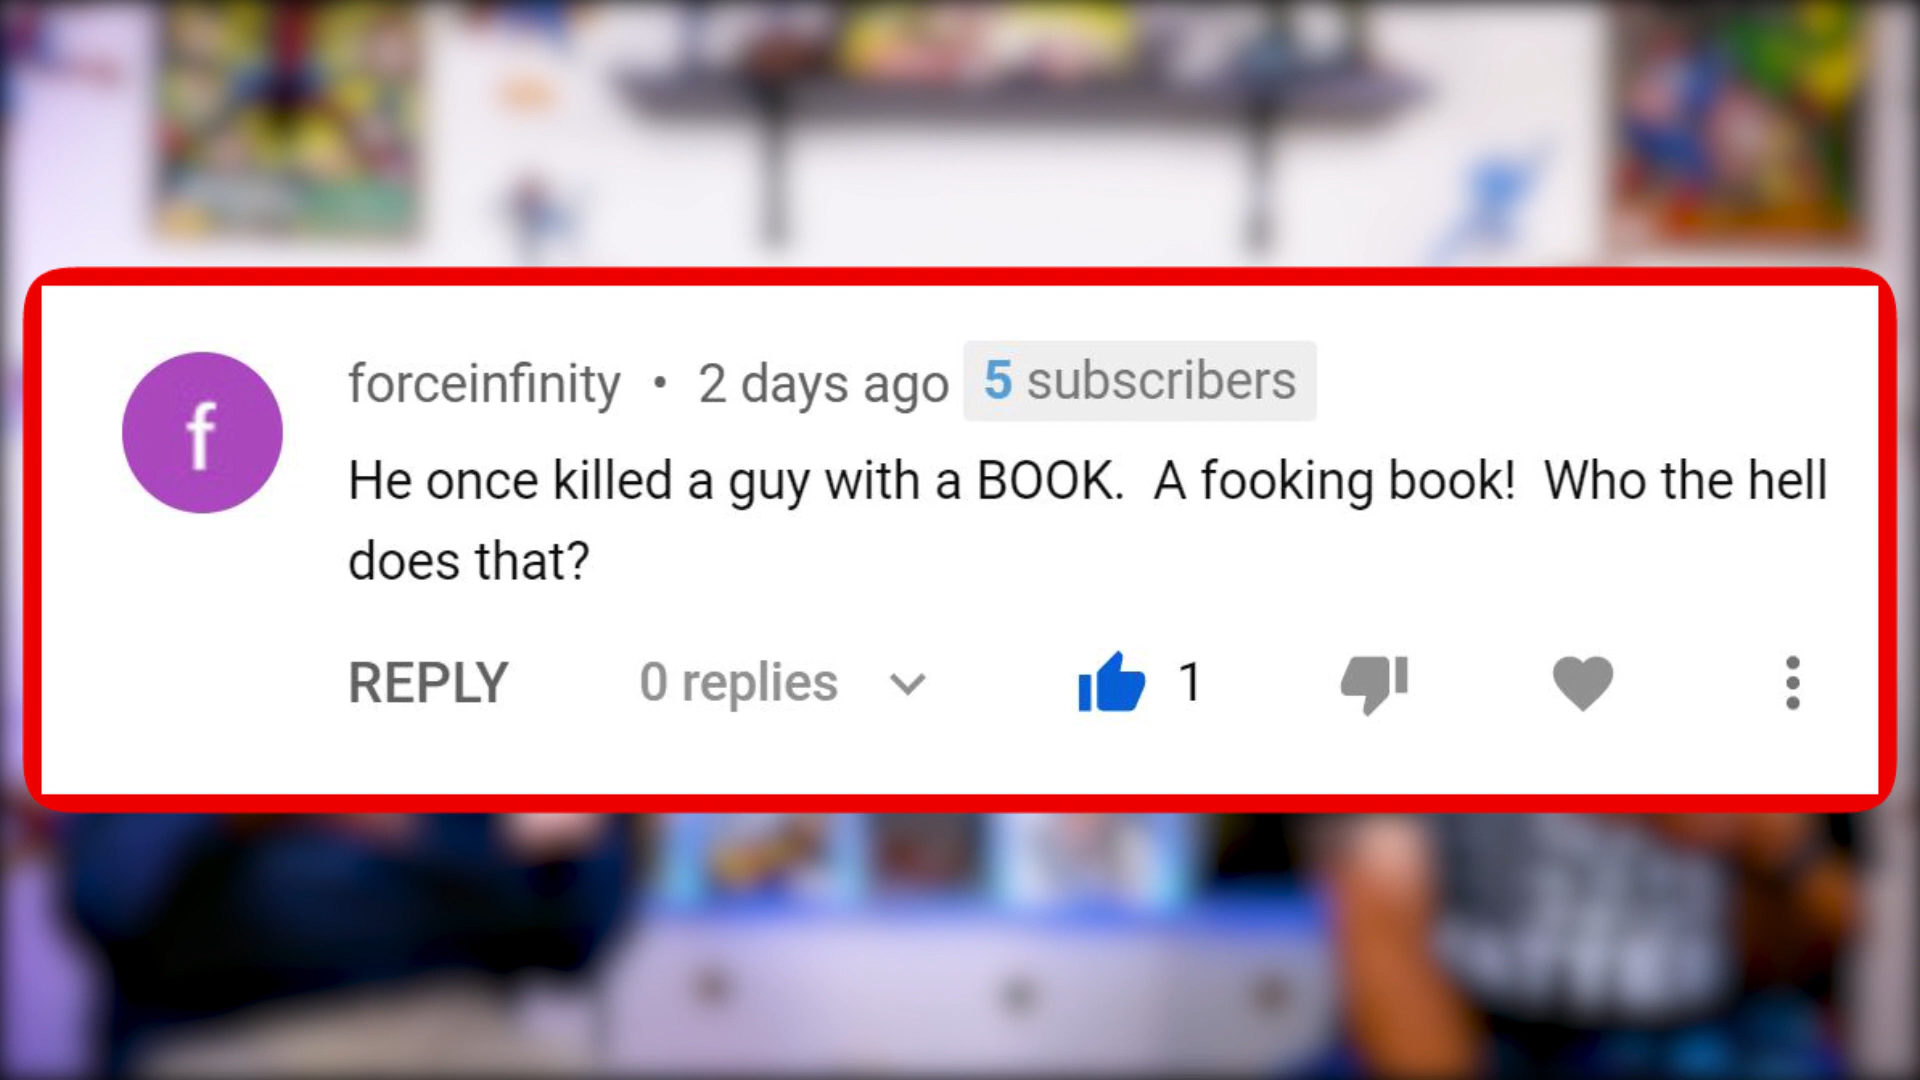 f
forceinfinity • 2 days ago 5 subscribers
He once killed a guy with a BOOK.  A fooking book!  Who the hell
does that?
REPLY 0 replies 1